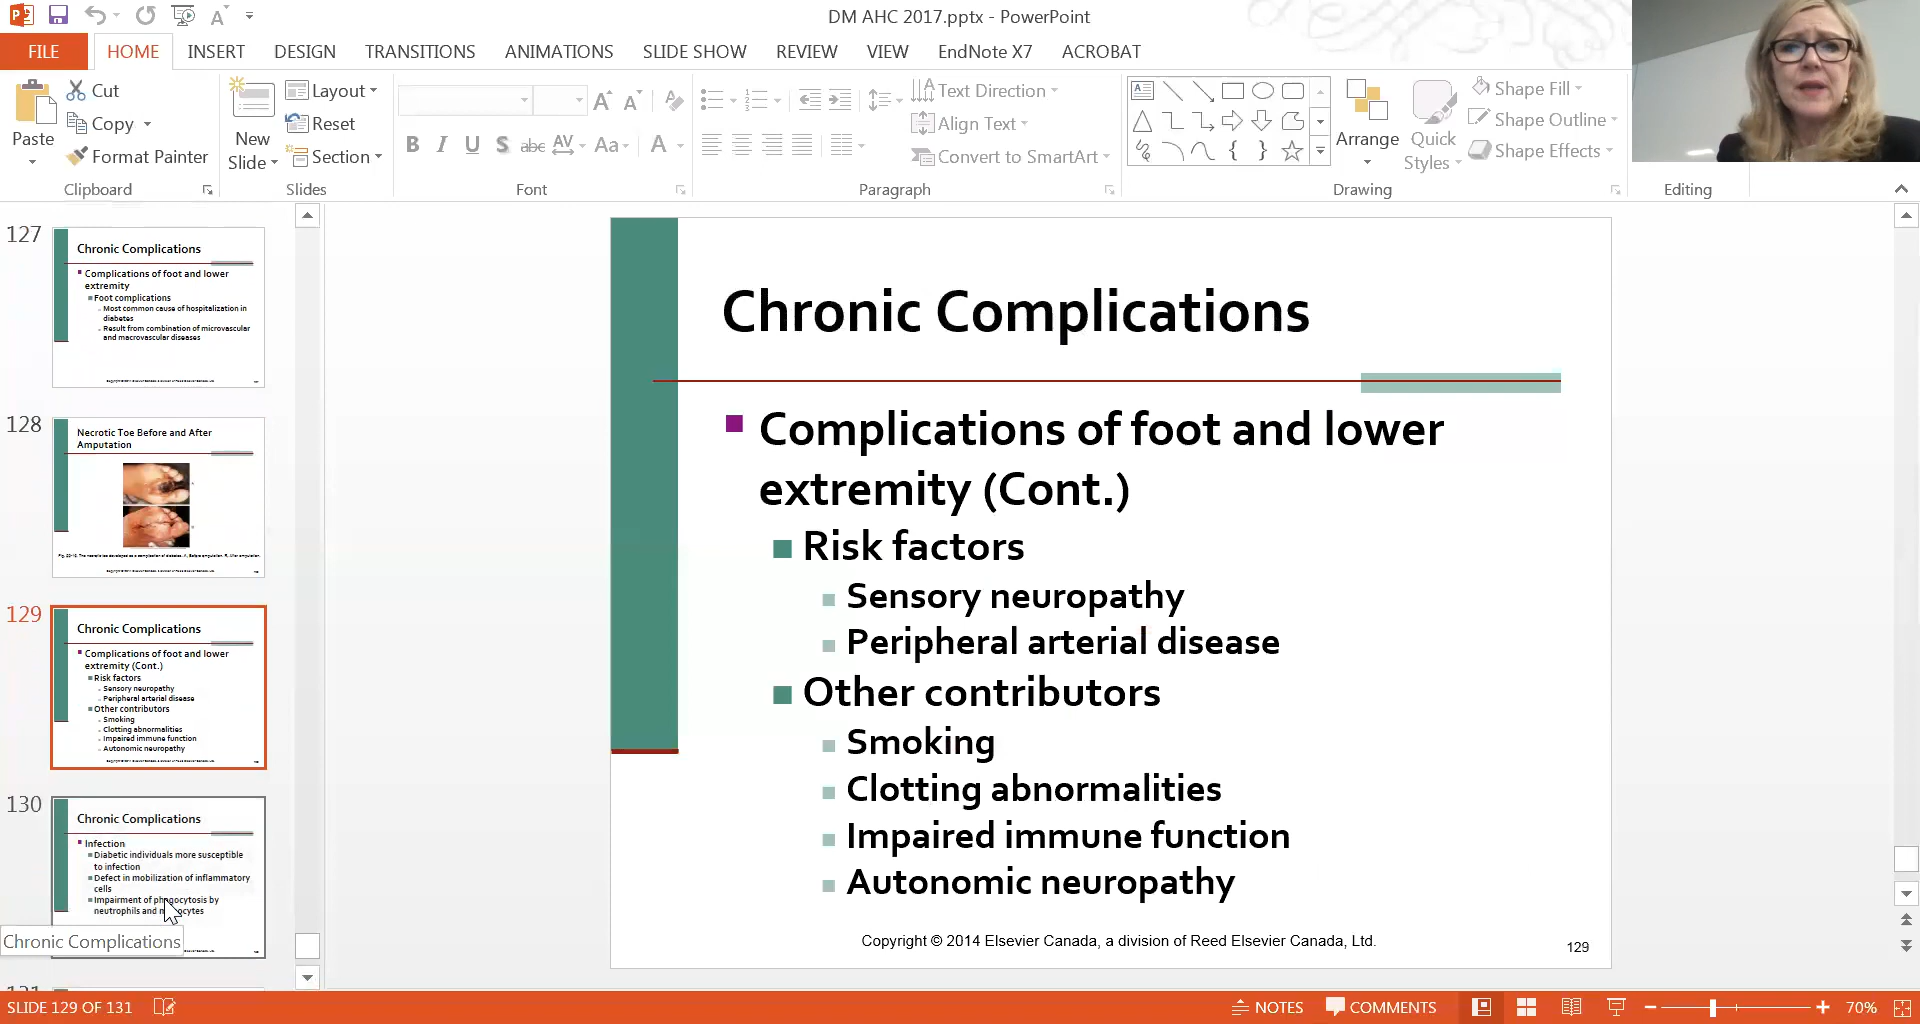 DM AHC 2017.pptx - PowerPoint
FILE
HOME
INSERT
DESIGN
TRANSITIONS
ANIMATIONS
SLIDE SHOW
REVIEW
VIEW
EndNote X7
ACROBAT
Paste
Cut
Copy
Format Painter
Clipboard
New
Slide
Layout
Reset
Section
Slides
B I U S abc AV Aa A
Font
Text Direction
Align Text
Convert to SmartArt
Paragraph
Arrange
Quick
Styles
Shape Fill
Shape Outline
Shape Effects
Drawing
Editing
127
Chronic Complications
Complications of foot and lower
extremity
Foot complications
Most common cause of hospitalization in
diabetes
Result from combination of microvascular
and macrovascular diseases
128
Necrotic Toe Before and After
Amputation
129
Chronic Complications
Complications of foot and lower
extremity (Cont.)
Risk factors
Sensory neuropathy
Peripheral arterial disease
Other contributors
Smoking
Clotting abnormalities
Impaired immune function
Autonomic neuropathy
130
Chronic Complications
Infection
Diabetic individuals more susceptible
to infection
Defect in mobilization of inflammatory
cells
Impairment of phagocytosis by
neutrophils and monocytes
Chronic Complications
Chronic Complications
Complications of foot and lower
extremity (Cont.)
Risk factors
Sensory neuropathy
Peripheral arterial disease
Other contributors
Smoking
Clotting abnormalities
Impaired immune function
Autonomic neuropathy
Copyright © 2014 Elsevier Canada, a division of Reed Elsevier Canada, Ltd.
129
SLIDE 129 OF 131
NOTES
COMMENTS
70%